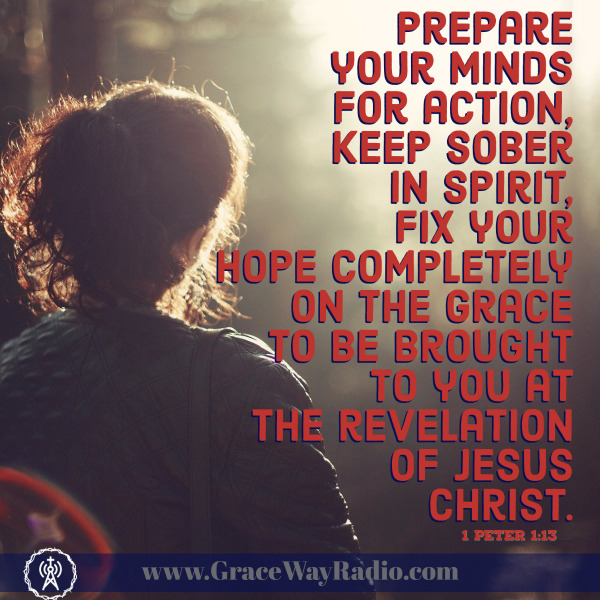 PREPARE
YOUR MINDS
FOR ACTION,
KEEP SOBER
IN SPIRIT,
FIX YOUR
HOPE COMPLETELY
ON THE GRACE
TO BE BROUGHT
TO YOU AT
THE REVELATION
OF JESUS
CHRIST.
1 PETER 1:13
www.GraceWayRadio.com